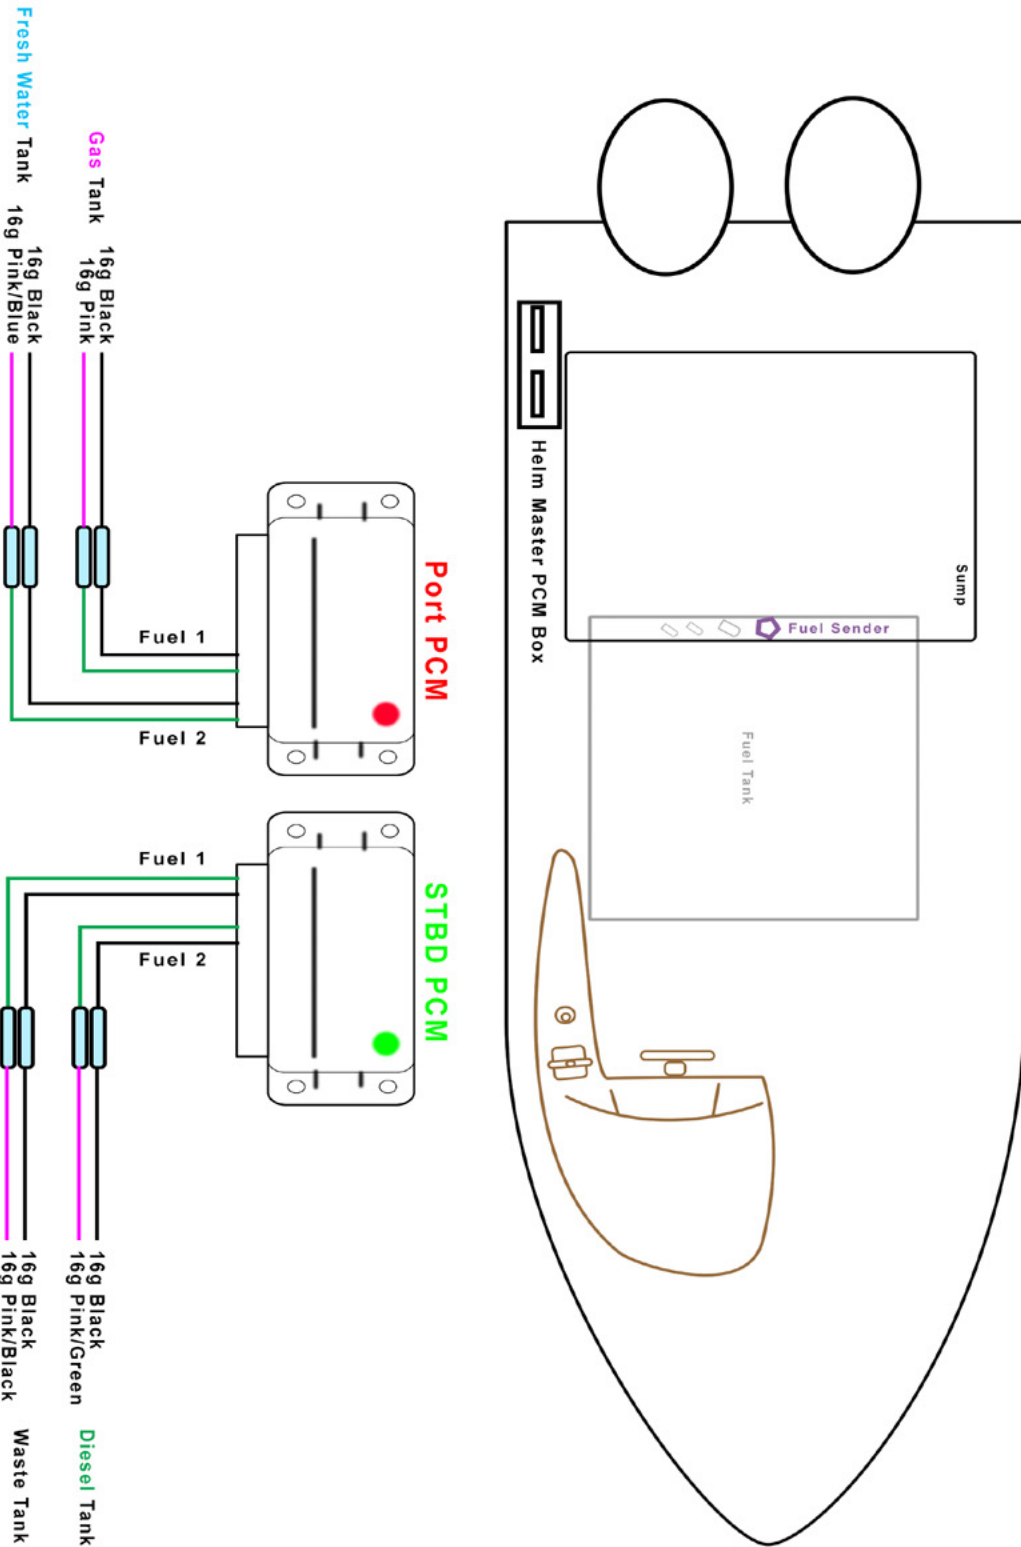 Fresh Water Tank
16g Black
16g Pink/Blue
Gas Tank
16g Black
16g Pink
Fuel 1
Fuel 2
Port PCM
Fuel 1
Fuel 2
STBD PCM
16g Black
16g Pink/Green
Diesel Tank
16g Black
16g Pink/Black
Waste Tank
Helm Master PCM Box
Sump
Fuel Sender
Fuel Tank